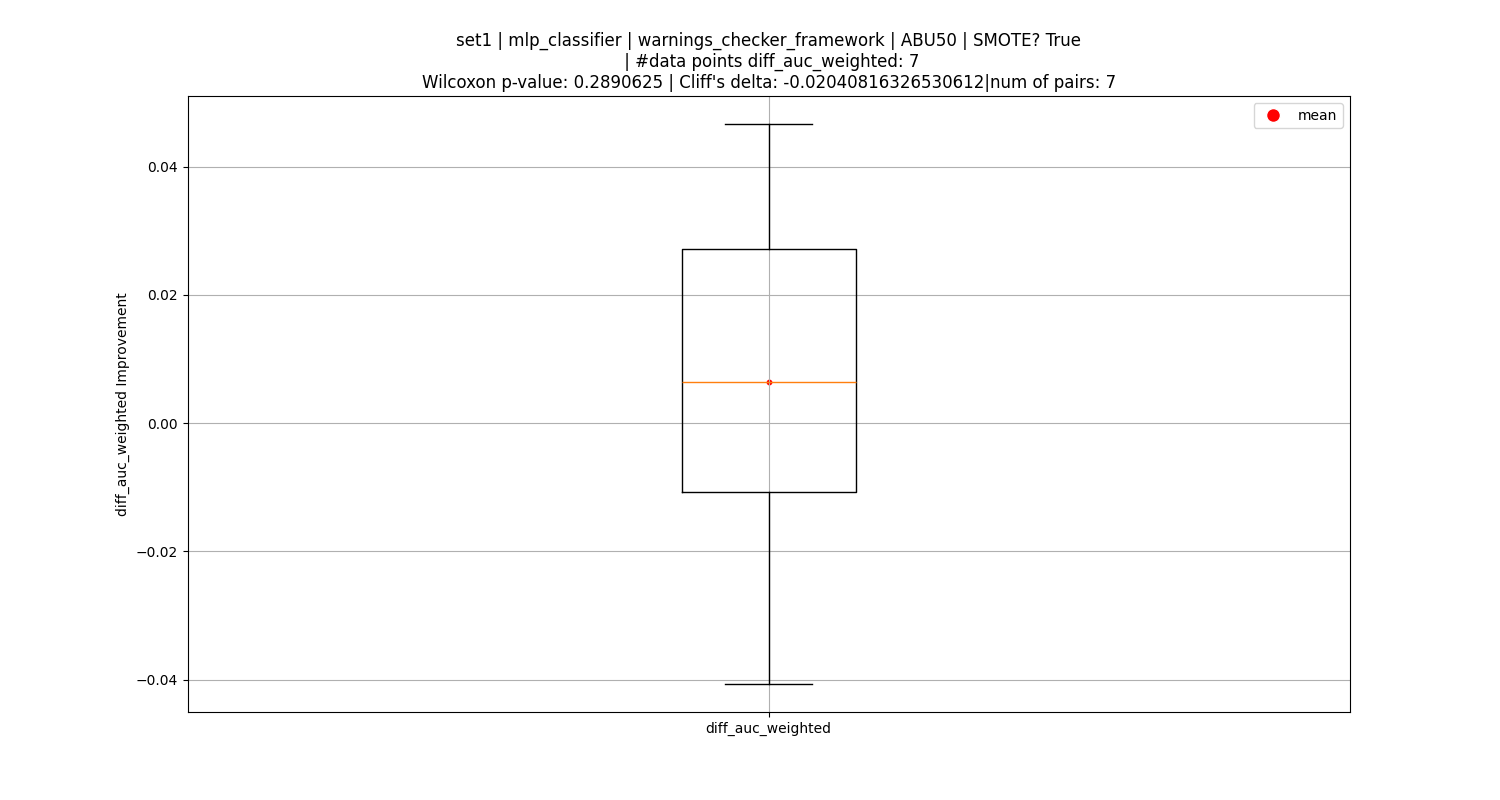 set1 | mlp_classifier | warnings_checker_framework | ABU50 | SMOTE? True
| #data points diff_auc_weighted: 7
Wilcoxon p-value: 0.2890625 | Cliff's delta: -0.02040816326530612|num of pairs: 7
mean
0.04
0.02
0.00
−0.02
−0.04
diff_auc_weighted Improvement
diff_auc_weighted